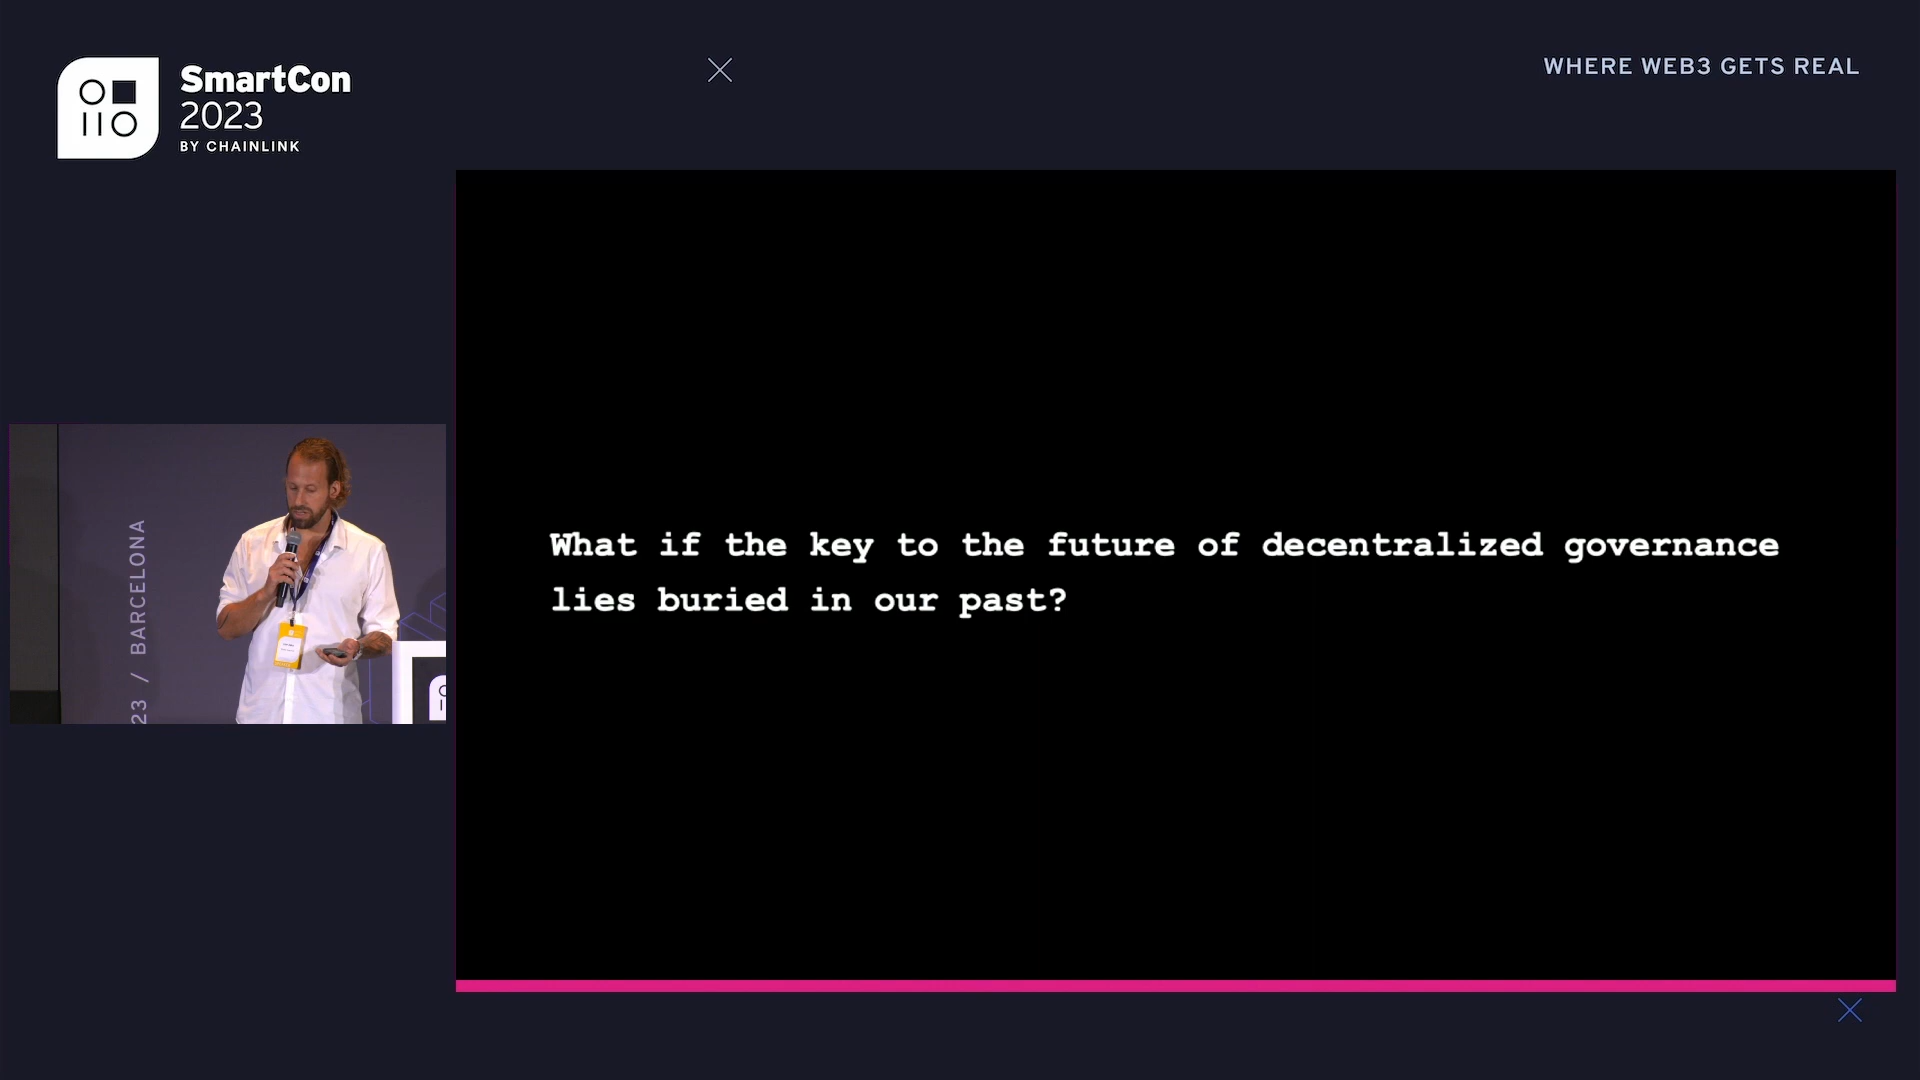 SmartCon
2023
BY CHAINLINK
WHERE WEB3 GETS REAL
23 / BARCELONA
What if the key to the future of decentralized governance
lies buried in our past?